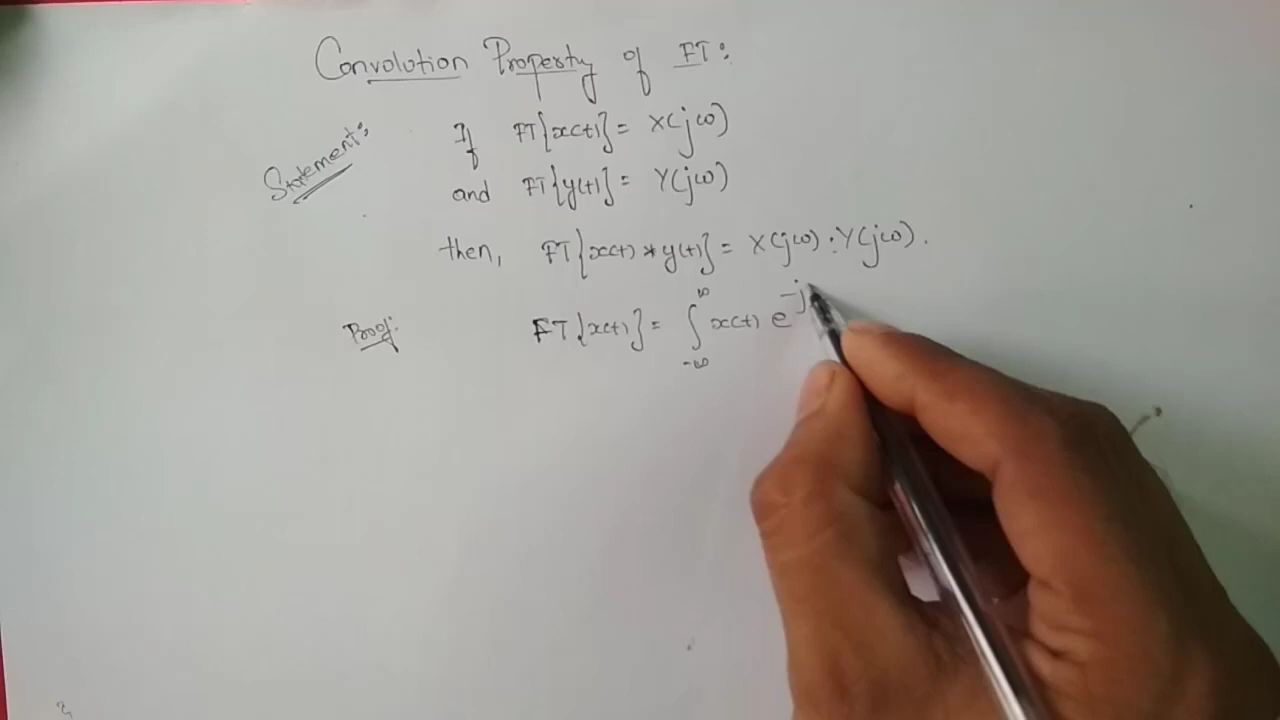 Convolution Property of FT:
Statement: If FT{x(t)} = X(jω)
and FT{y(t)} = Y(jω)
then, FT{x(t) * y(t)} = X(jω) . Y(jω).
Proof: FT{x(t)} = ∫_{-∞}^{∞} x(t) e^{-j